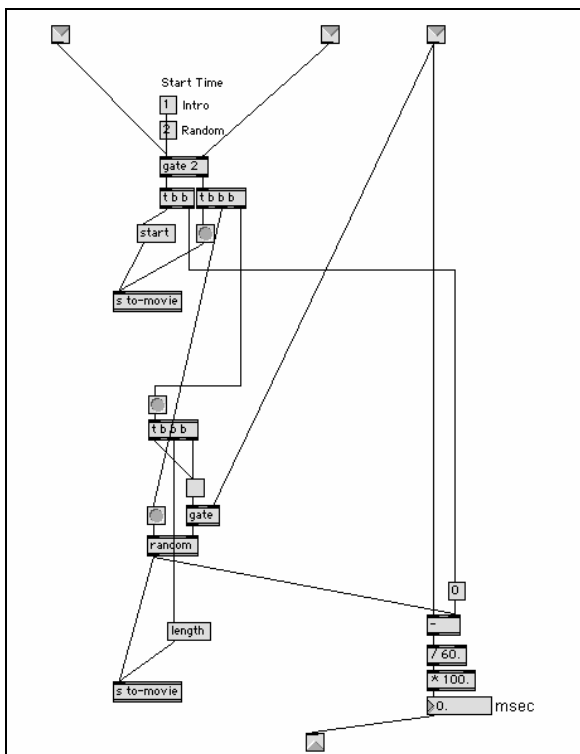 Start Time
1 Intro
2 Random
gate 2
t b b
t b b b
start
s to-movie
t b b b
gate
random
0
length
-
/ 60.
* 100.
s to-movie
0. msec